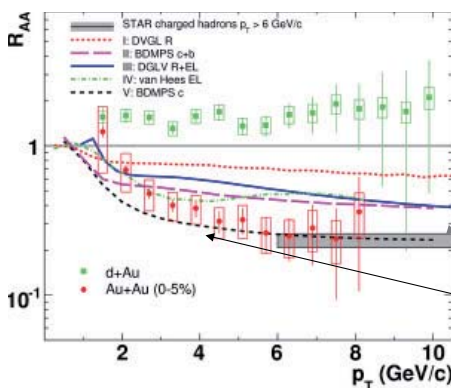 R_AA
STAR charged hadrons p_T > 6 GeV/c
I: DVGL R
II: BDMPS c+b
III: DGLV R+EL
IV: van Hees EL
V: BDMPS c
1
10⁻¹
d+Au
Au+Au (0-5%)
2 4 6 8 10
p_T (GeV/c)